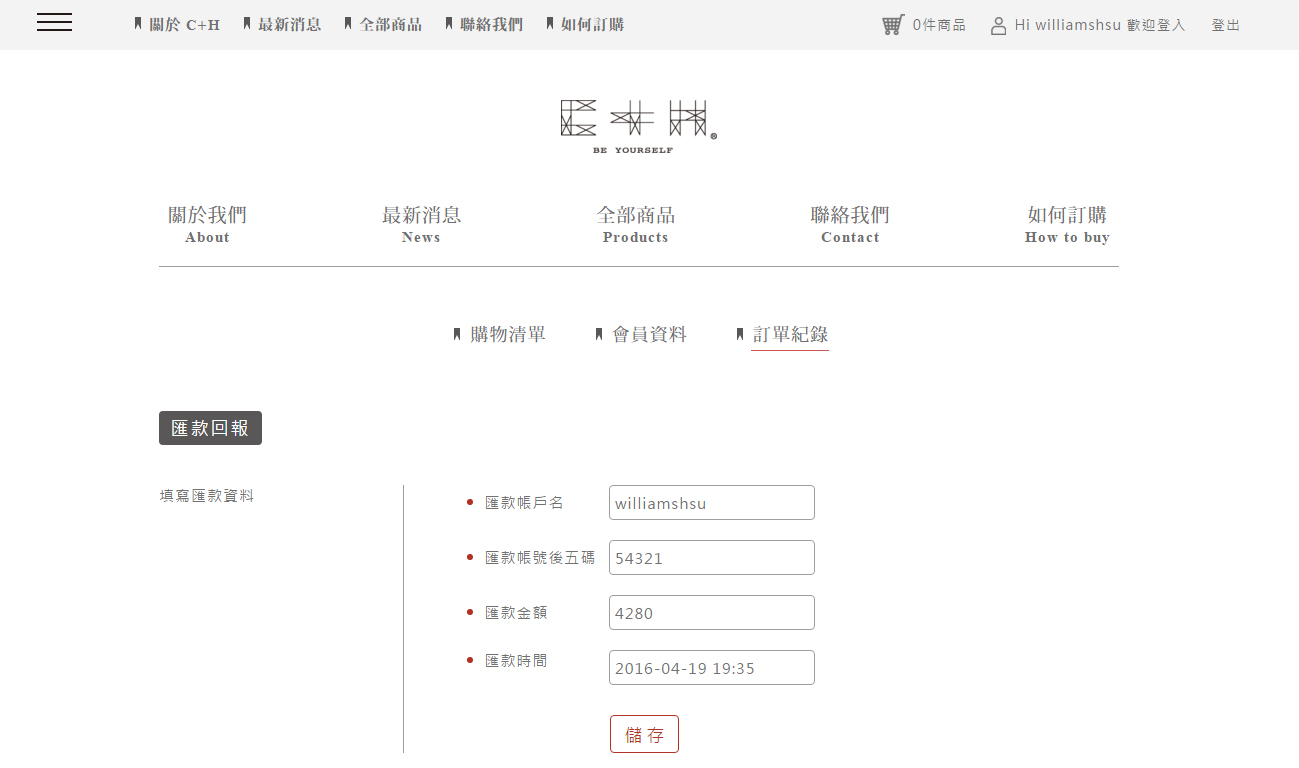 關於 C+H 最新消息 全部商品 聯絡我們 如何訂購 0件商品 Hi williamshsu 歡迎登入 登出
C+H®
BE YOURSELF
關於我們 最新消息 全部商品 聯絡我們 如何訂購
About News Products Contact How to buy
購物清單 會員資料 訂單紀錄
匯款回報
填寫匯款資料
匯款帳戶名 williamshsu
匯款帳號後五碼 54321
匯款金額 4280
匯款時間 2016-04-19 19:35
儲存